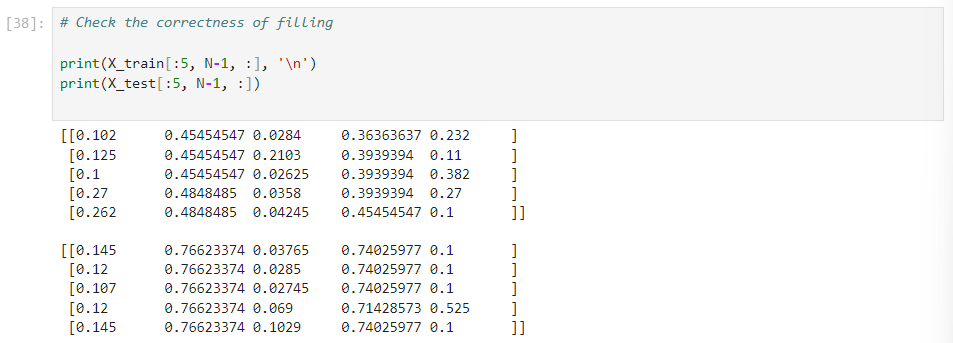 [38]: # Check the correctness of filling
print(X_train[:5, N-1, :], '\n')
print(X_test[:5, N-1, :])
[[0.102      0.45454547 0.0284     0.36363637 0.232     ]
 [0.125      0.45454547 0.2103     0.3939394  0.11      ]
 [0.1        0.45454547 0.02625    0.3939394  0.382     ]
 [0.27       0.4848485  0.0358     0.3939394  0.27      ]
 [0.262      0.4848485  0.04245    0.45454547 0.1       ]]
[[0.145      0.76623374 0.03765    0.74025977 0.1       ]
 [0.12       0.76623374 0.0285     0.74025977 0.1       ]
 [0.107      0.76623374 0.02745    0.74025977 0.1       ]
 [0.12       0.76623374 0.069      0.71428573 0.525     ]
 [0.145      0.76623374 0.1029     0.74025977 0.1       ]]